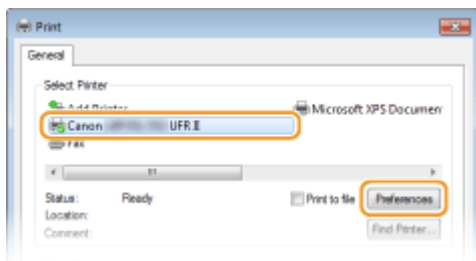 Print
General
Select Printer
Add Printer
Microsoft XPS Documen
Canon UFR II
Fax
Status: Ready
Print to file
Preferences
Location:
Comment:
Find Printer...